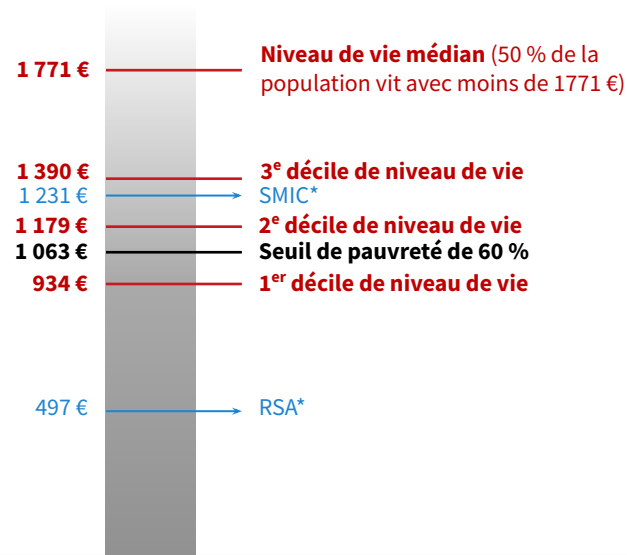 1 771 € Niveau de vie médian (50 % de la
population vit avec moins de 1771 €)
1 390 € 3e décile de niveau de vie
1 231 € SMIC*
1 179 € 2e décile de niveau de vie
1 063 € Seuil de pauvreté de 60 %
934 € 1er décile de niveau de vie
497 € RSA*